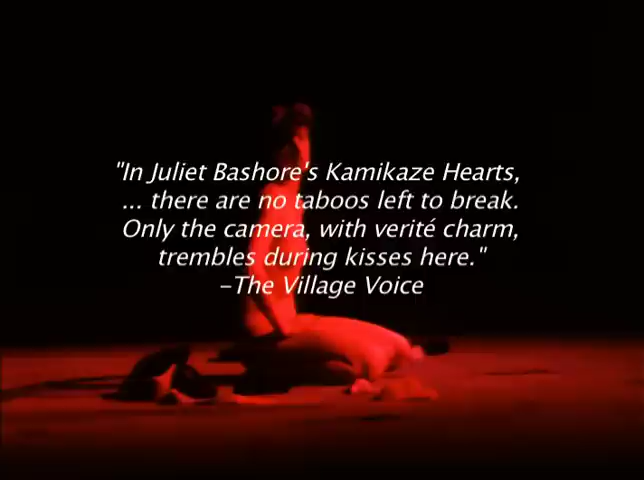 "In Juliet Bashore's Kamikaze Hearts,
... there are no taboos left to break.
Only the camera, with verité charm,
trembles during kisses here."
–The Village Voice